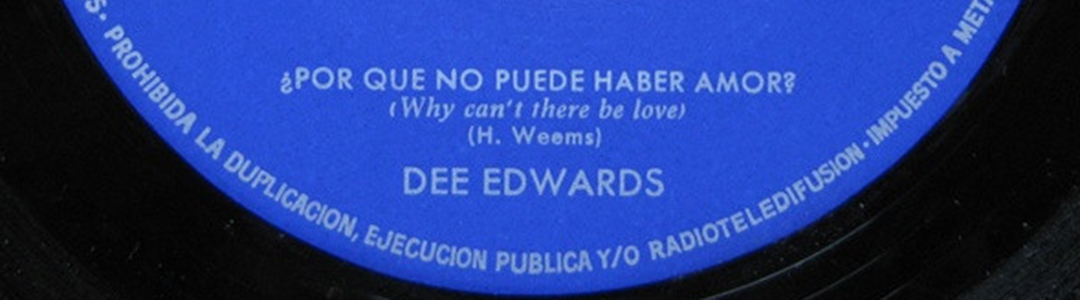 ¿POR QUE NO PUEDE HABER AMOR?
(Why can't there be love)
(H. Weems)
DEE EDWARDS
S. PROHIBIDA LA DUPLICACION, EJECUCION PUBLICA Y/O RADIOTELEDIFUSION · IMPUESTO A